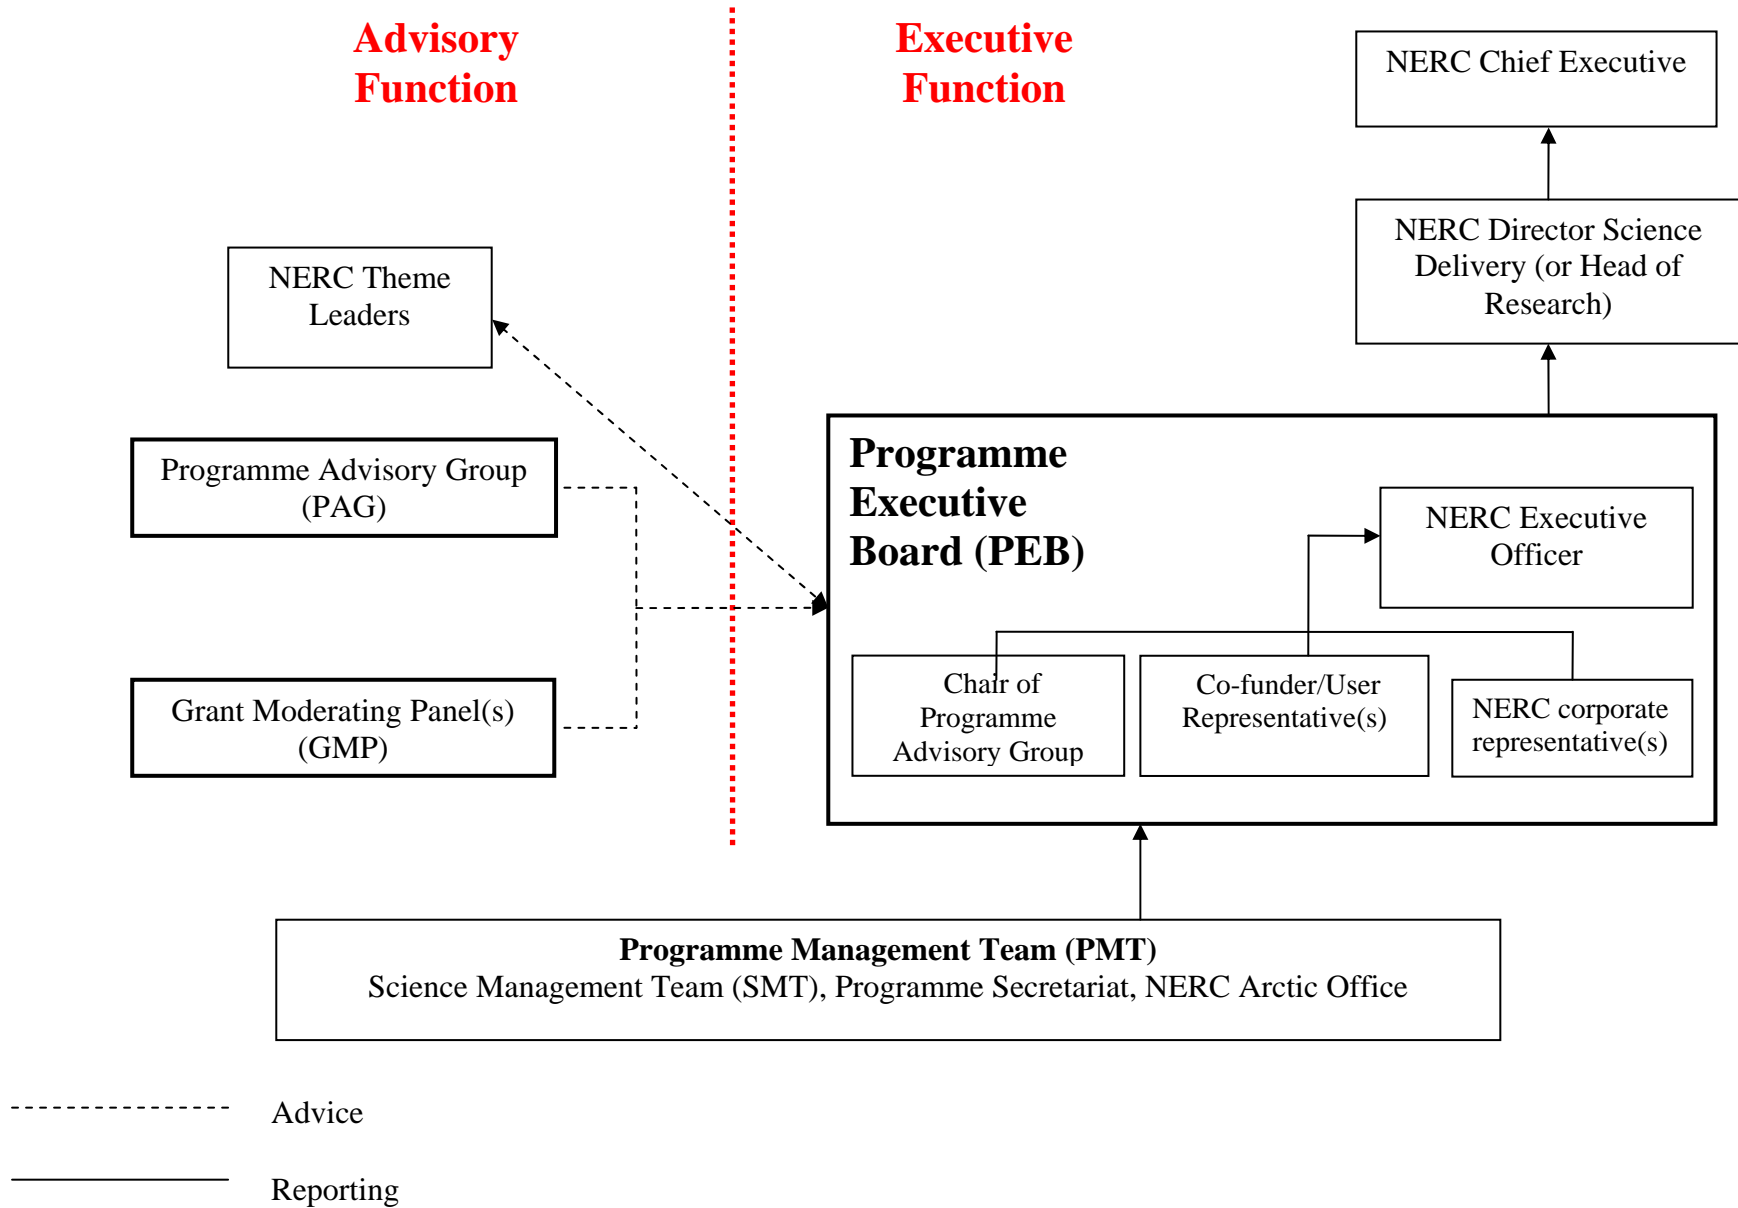 Advisory
Function
Executive
Function
NERC Chief Executive
NERC Director Science
Delivery (or Head of
Research)
NERC Theme
Leaders
Programme Advisory Group
(PAG)
Grant Moderating Panel(s)
(GMP)
Programme
Executive
Board (PEB)
NERC Executive
Officer
Chair of
Programme
Advisory Group
Co-funder/User
Representative(s)
NERC corporate
representative(s)
Programme Management Team (PMT)
Science Management Team (SMT), Programme Secretariat, NERC Arctic Office
Advice
Reporting